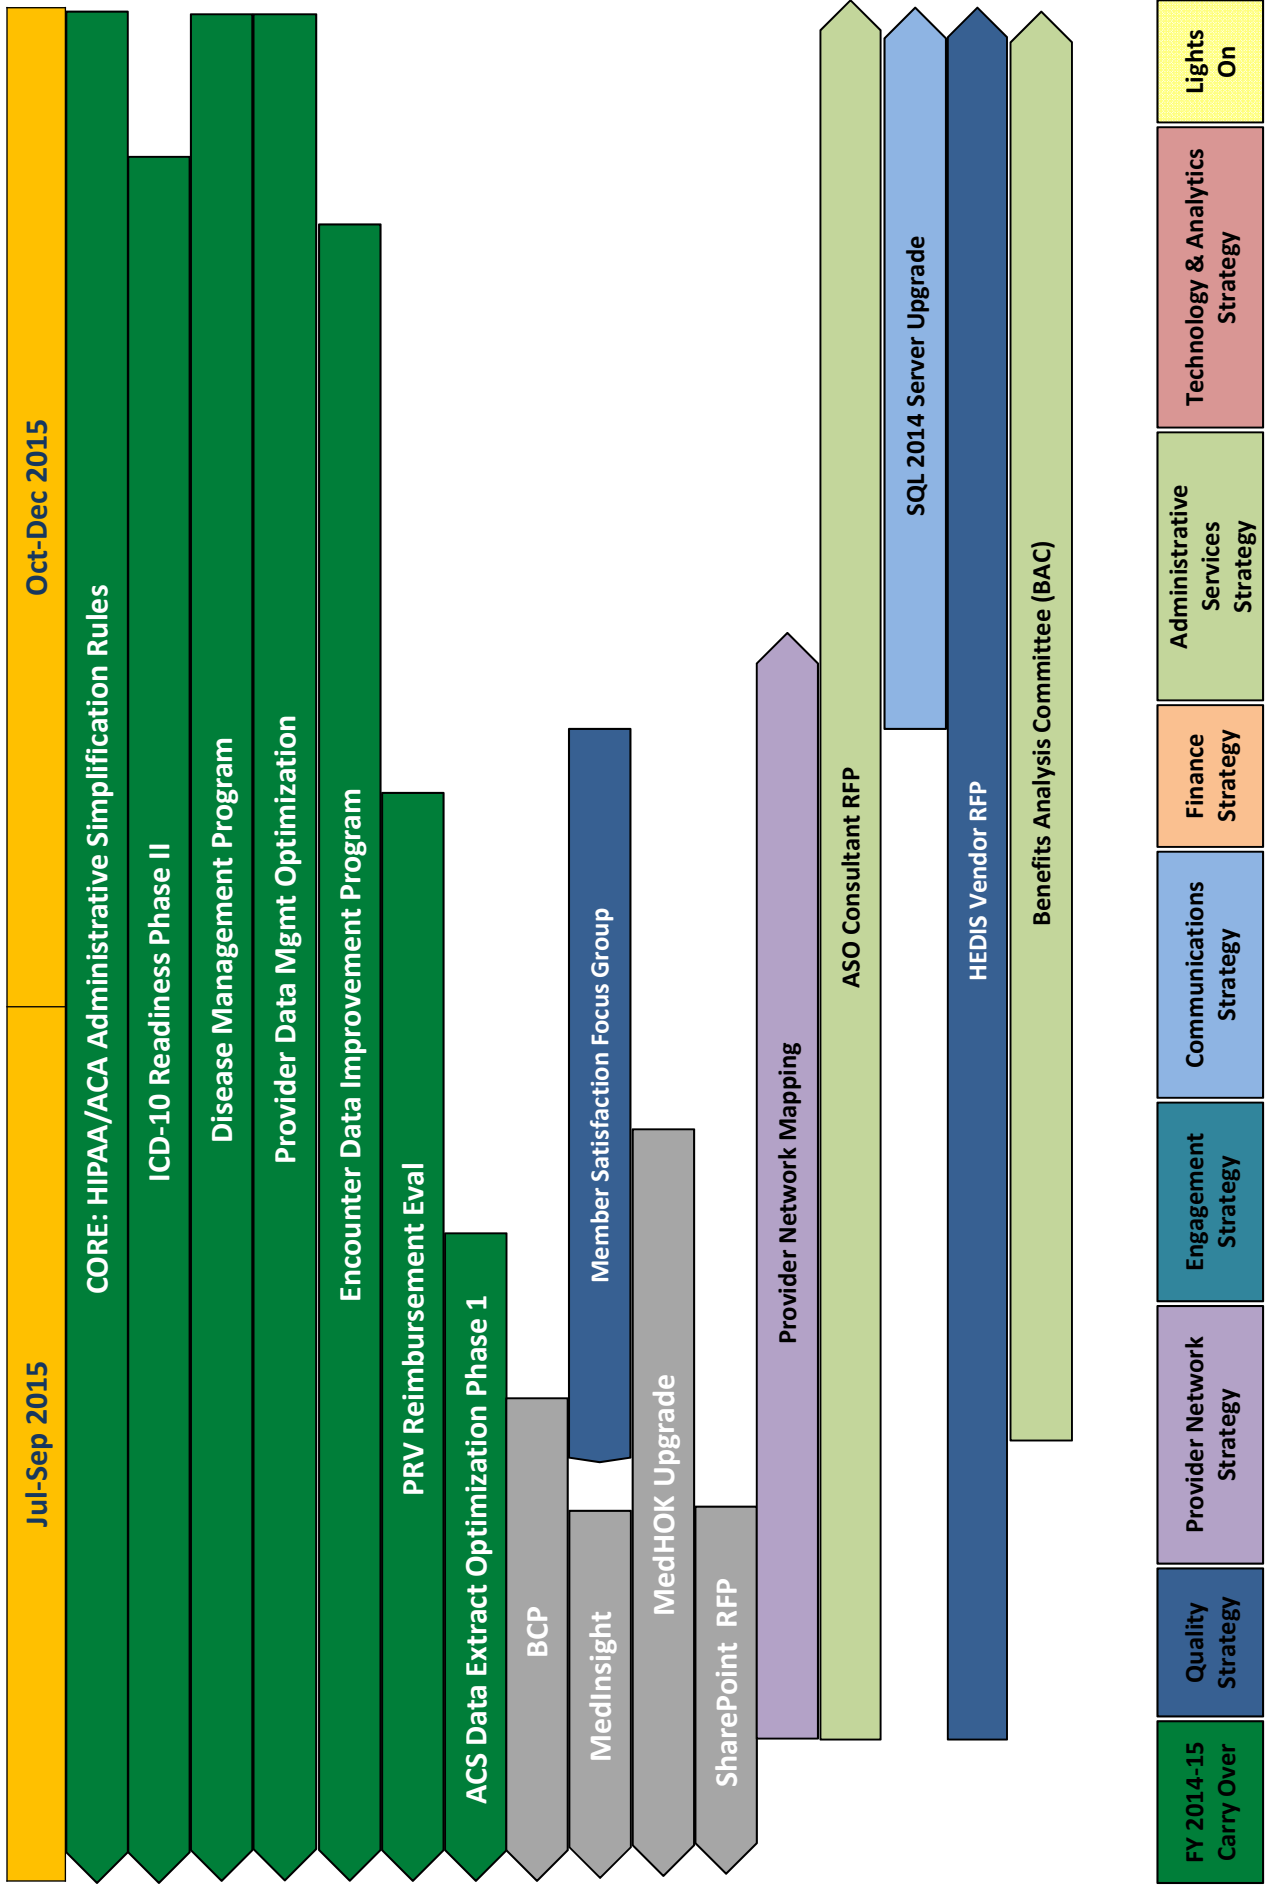 Jul-Sep 2015
Oct-Dec 2015
CORE: HIPAA/ACA Administrative Simplification Rules
ICD-10 Readiness Phase II
Disease Management Program
Provider Data Mgmt Optimization
Encounter Data Improvement Program
PRV Reimbursement Eval
ACS Data Extract Optimization Phase 1
BCP
MedInsight
Member Satisfaction Focus Group
MedHOK Upgrade
SharePoint RFP
Provider Network Mapping
ASO Consultant RFP
SQL 2014 Server Upgrade
HEDIS Vendor RFP
Benefits Analysis Committee (BAC)
FY 2014-15
Carry Over
Quality
Strategy
Provider Network
Strategy
Engagement
Strategy
Communications
Strategy
Finance
Strategy
Administrative
Services
Strategy
Technology & Analytics
Strategy
Lights
On